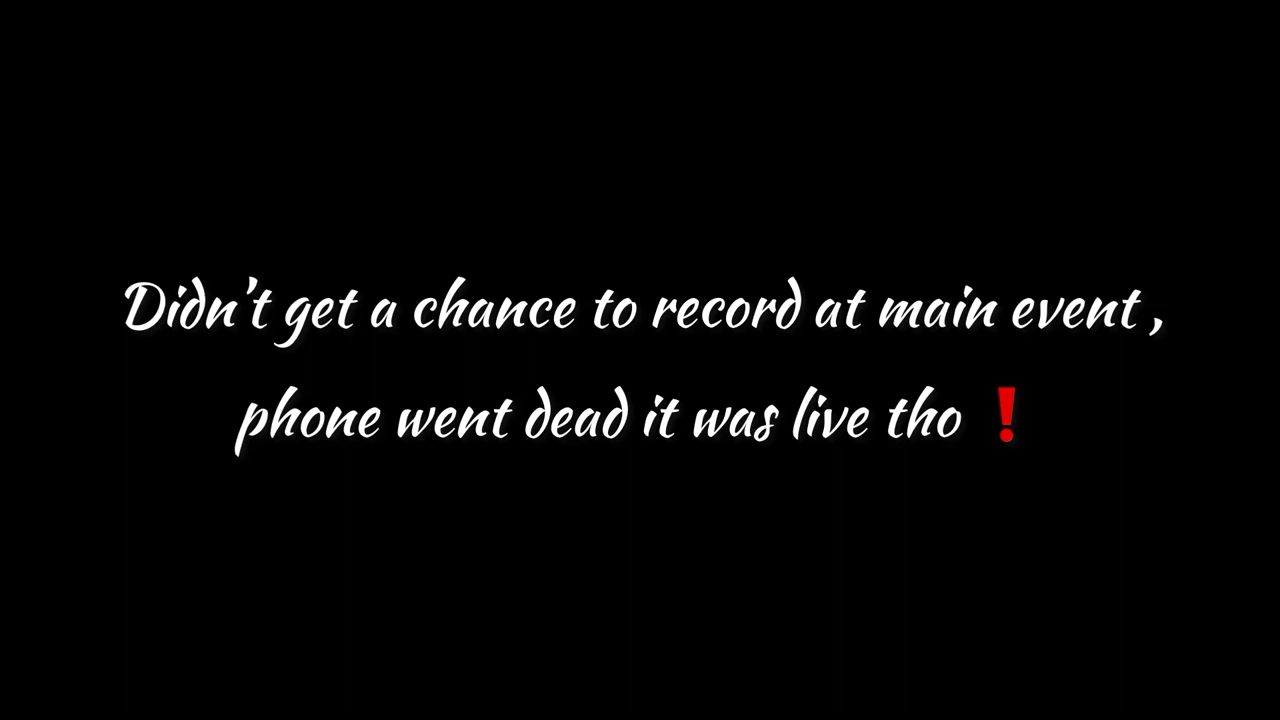 Didn't get a chance to record at main event ,
phone went dead it was live tho ❗